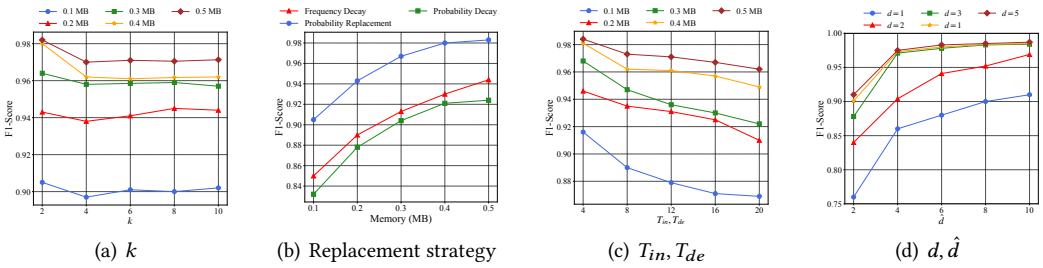 0.1 MB 0.3 MB 0.5 MB
0.2 MB 0.4 MB
0.98
0.96
0.94
0.92
0.90
F1-Score
2 4 6 8 10
k
(a) k
Frequency Decay Probability Decay
Probability Replacement
0.98
0.96
0.94
0.92
0.90
0.88
0.86
0.84
F1-Score
0.1 0.2 0.3 0.4 0.5
Memory (MB)
(b) Replacement strategy
0.1 MB 0.3 MB 0.5 MB
0.2 MB 0.4 MB
0.98
0.96
0.94
0.92
0.90
0.88
F1-Score
4 8 12 16 20
T_in, T_de
(c) T_in, T_de
d = 1 d = 3 d = 5
d = 2 d = 1
1.00
0.95
0.90
0.85
0.80
0.75
F1-Score
2 4 6 8 10
d̂
(d) d, d̂